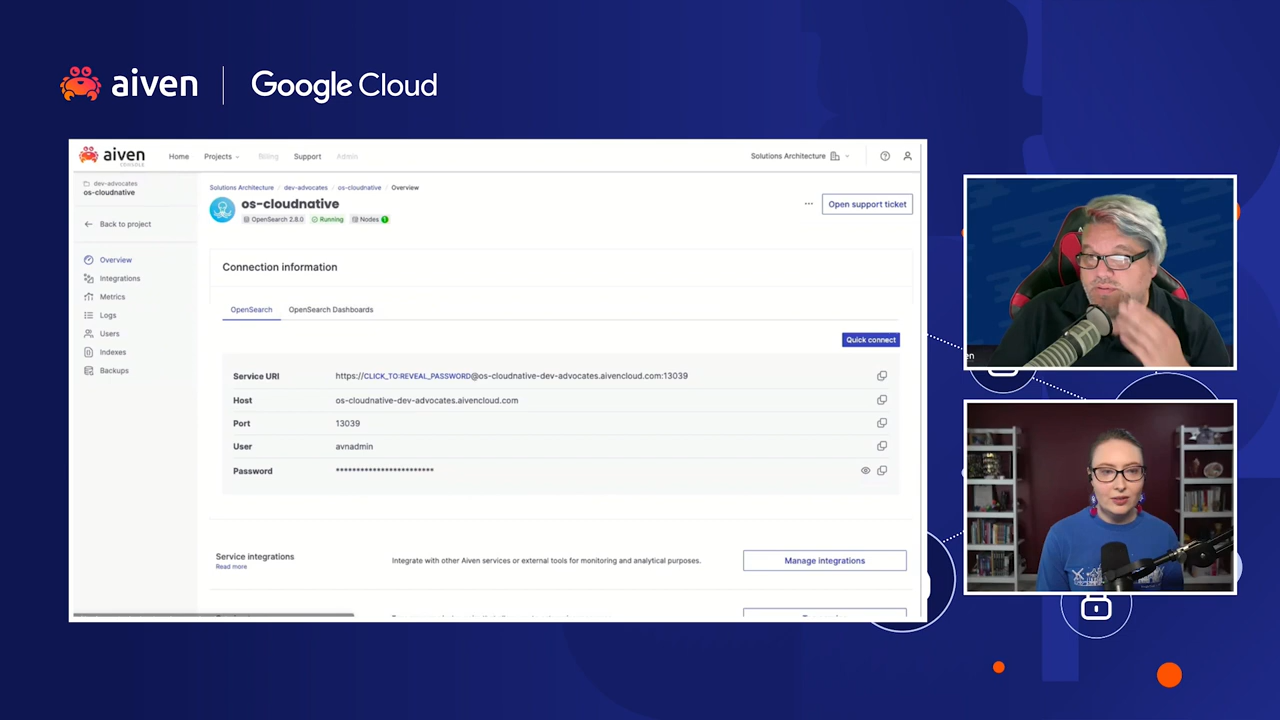 aiven
Google Cloud
aiven
CONSOLE
Home
Projects
Billing
Support
Admin
Solutions Architecture
dev-advocates
os-cloudnative
Back to project
Overview
Integrations
Metrics
Logs
Users
Indexes
Backups
Solutions Architecture / dev-advocates / os-cloudnative / Overview
os-cloudnative
OpenSearch 2.8.0
Running
Nodes 1
Open support ticket
Connection information
OpenSearch
OpenSearch Dashboards
Quick connect
Service URI https://CLICK_TO:REVEAL_PASSWORD@os-cloudnative-dev-advocates.aivencloud.com:13039
Host os-cloudnative-dev-advocates.aivencloud.com
Port 13039
User avnadmin
Password ************************
Service integrations
Read more
Integrate with other Aiven services or external tools for monitoring and analytical purposes.
Manage integrations